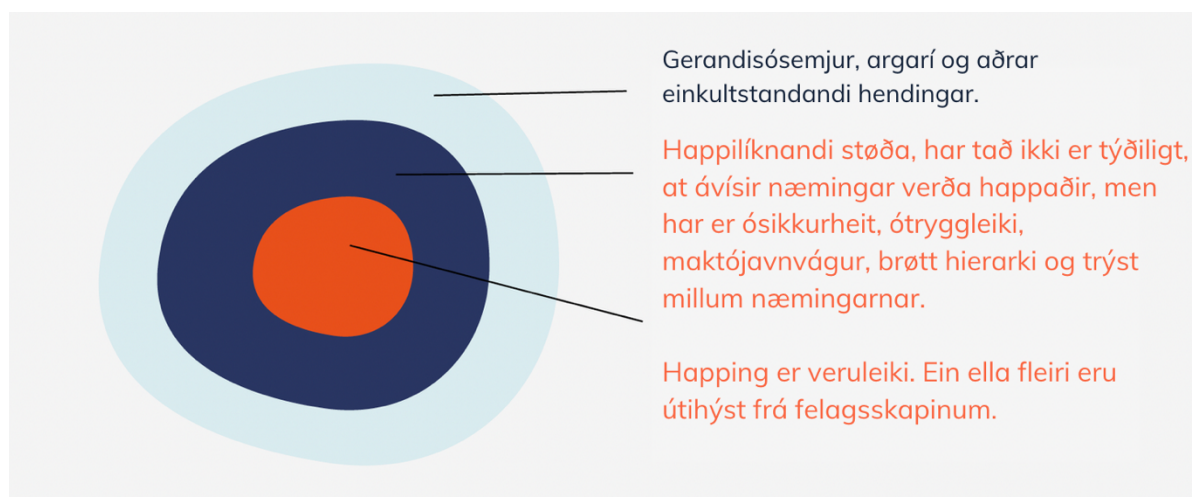 Gerandisósemjur, argarí og aðrar
einkultstandandi hendingar.
Happilíknandi støða, har tað ikki er týðiligt,
at ávísir næmingar verða happaðir, men
har er ósikkurheit, ótryggleiki,
maktójavnvágur, brøtt hierarki og trýst
millum næmingarnar.
Happing er veruleiki. Ein ella fleiri eru
útihýst frá felagsskapinum.